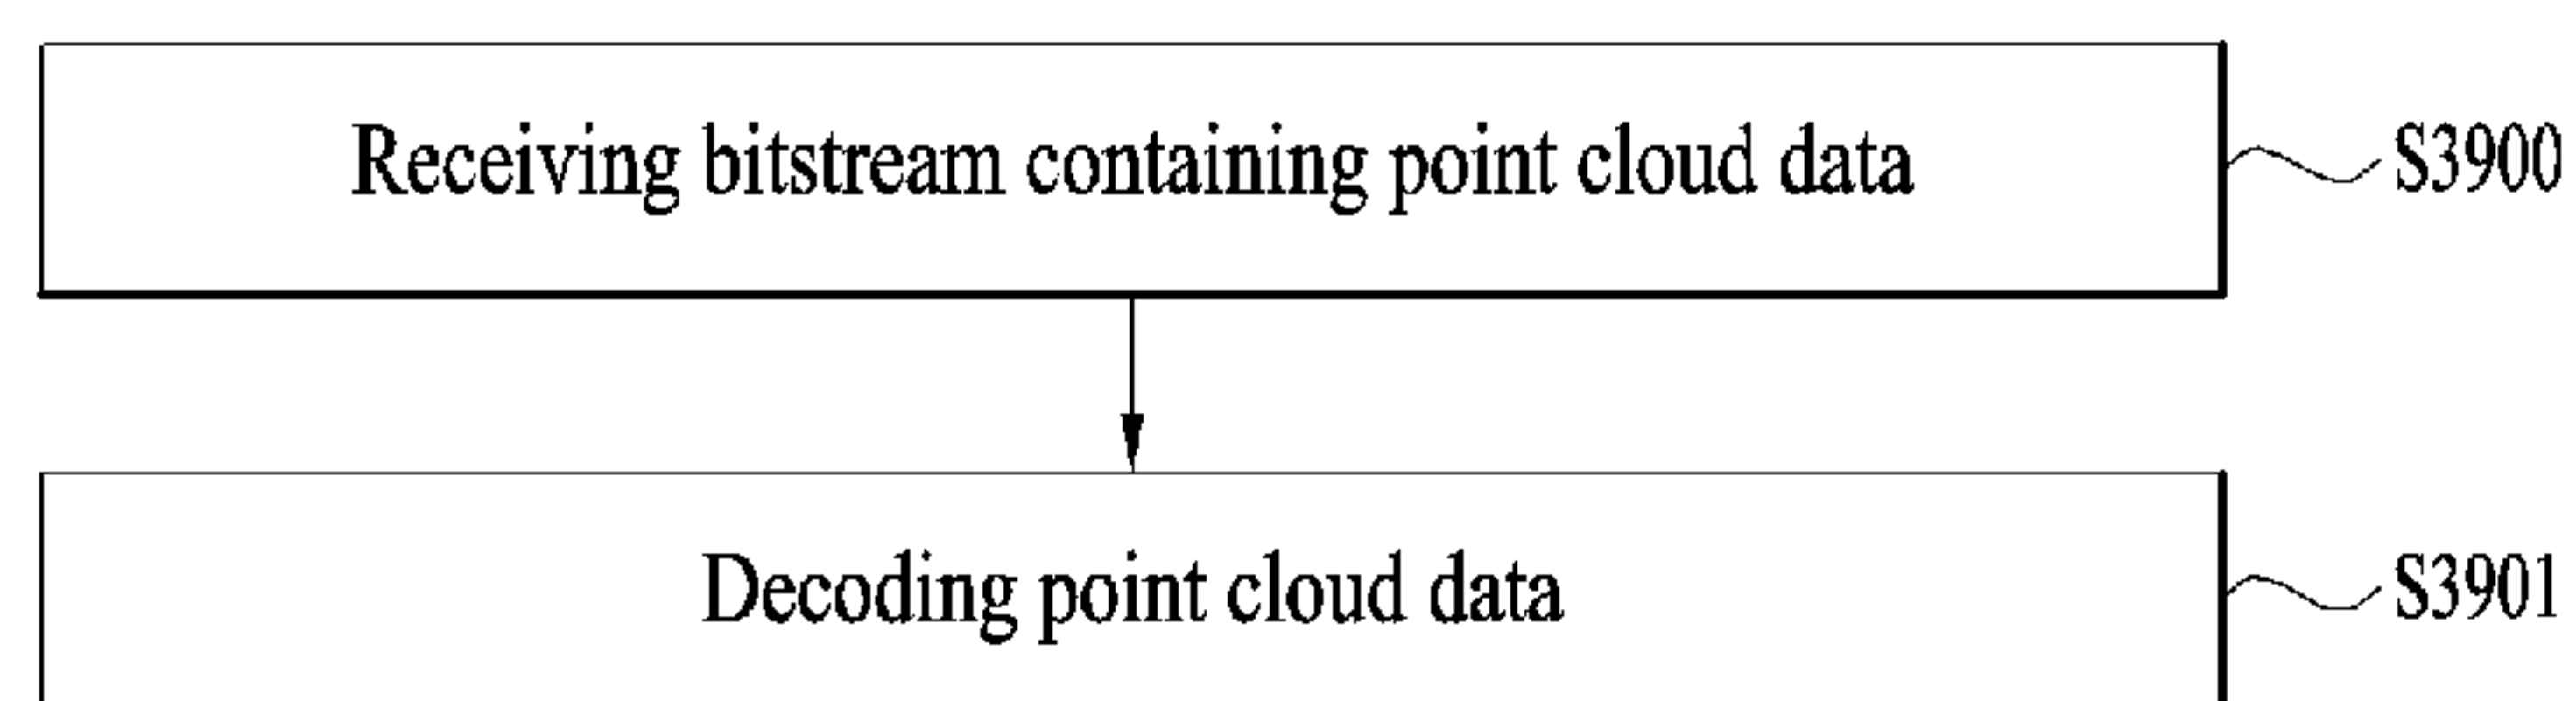 Receiving bitstream containing point cloud data
S3900
Decoding point cloud data
S3901